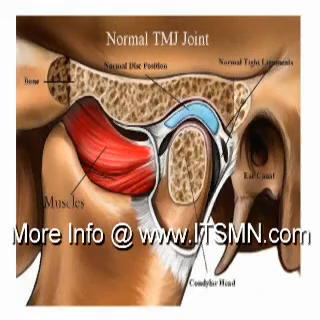 Normal TMJ Joint
Normal Disc Position
Normal Tight Ligaments
Bone
Ear Canal
Muscles
More Info @ www.ITSMN.com
Condylar Head